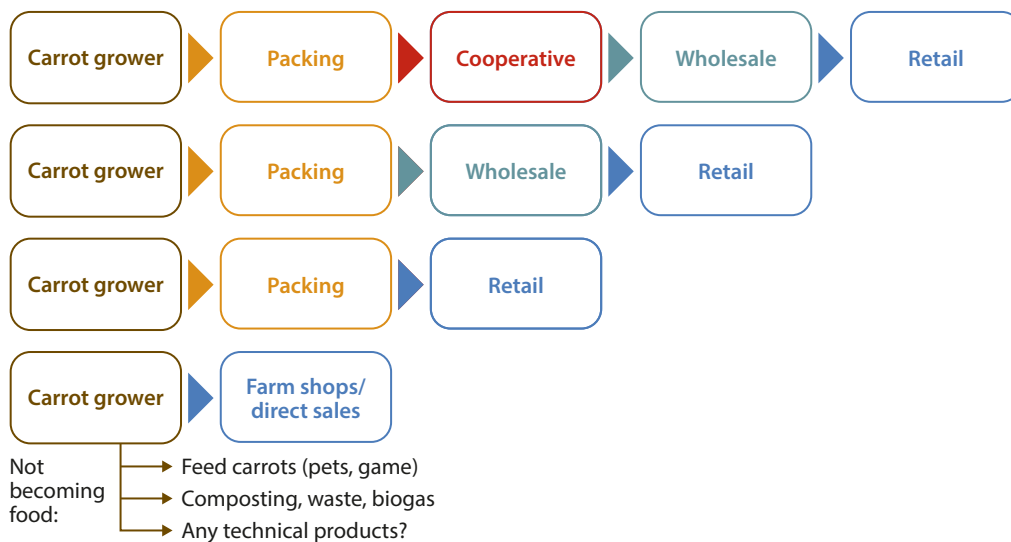 Carrot grower
Packing
Cooperative
Wholesale
Retail
Carrot grower
Packing
Wholesale
Retail
Carrot grower
Packing
Retail
Carrot grower
Farm shops/
direct sales
Not
becoming
food:
Feed carrots (pets, game)
Composting, waste, biogas
Any technical products?